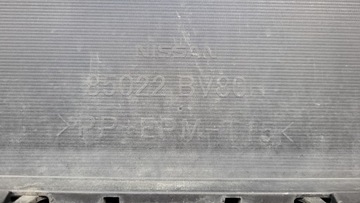 NISSAN
85022 BV80H
>PP+EPM-T15<